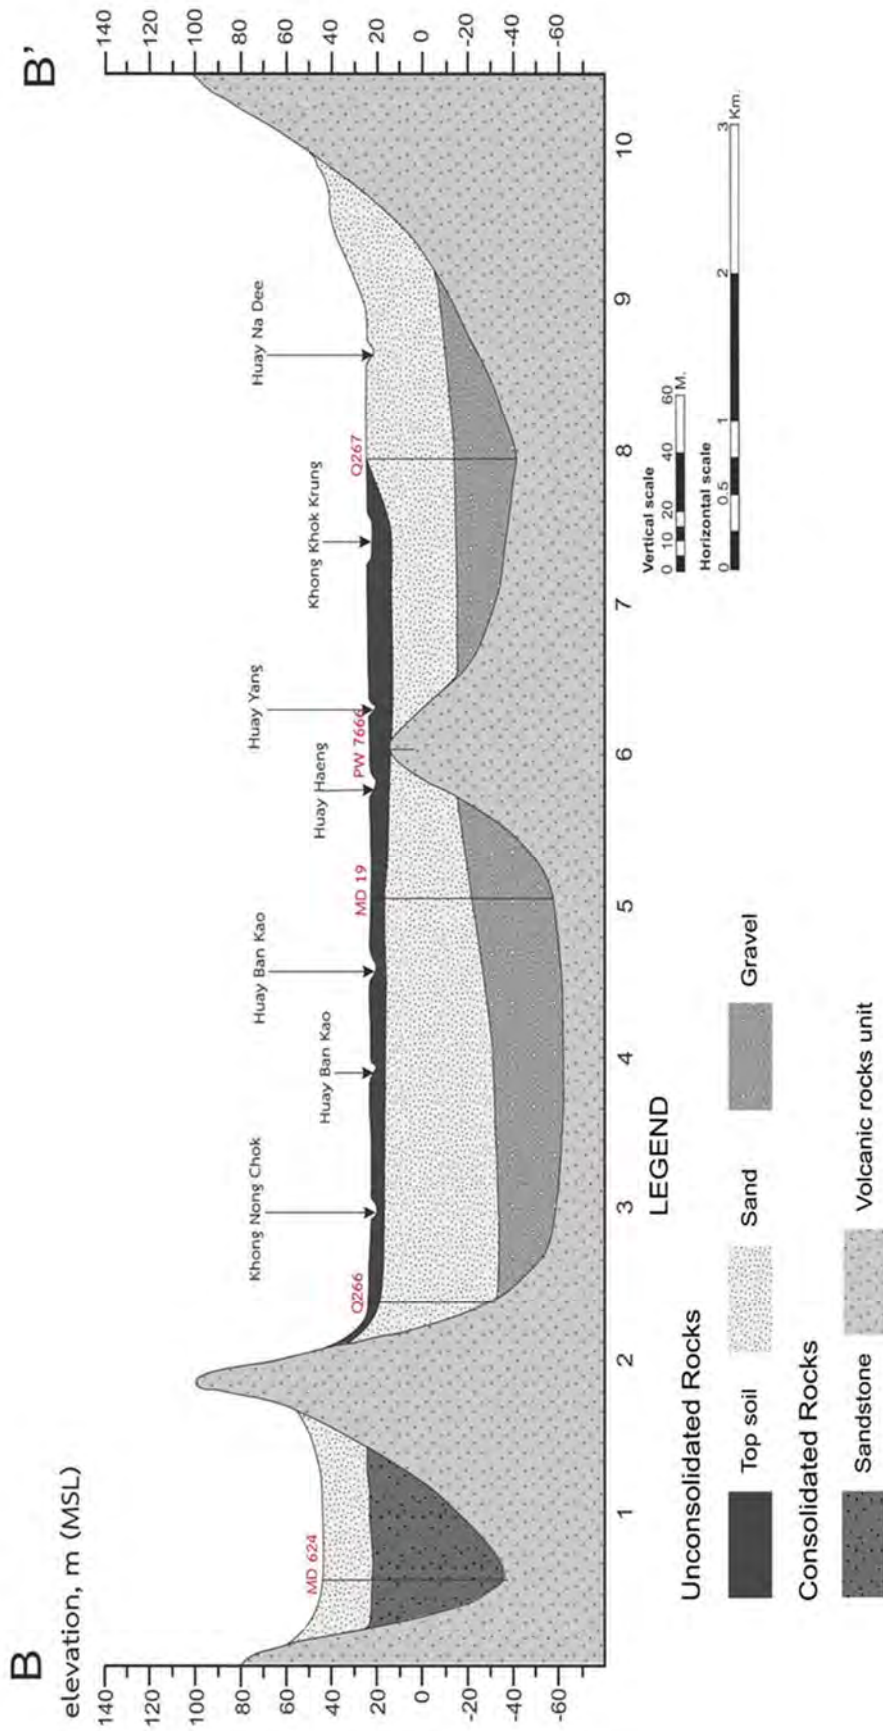 B
B'
elevation, m (MSL)
140
120
100
80
60
40
20
0
-20
-40
-60
140
120
100
80
60
40
20
0
-20
-40
-60
MD 624
Q266
Khong Nong Chok
Huay Ban Kao
Huay Ban Kao
MD 19
Huay Haeng
PW 7666
Huay Yang
Khong Khok Krung
Q267
Huay Na Dee
1
2
3
4
5
6
7
8
9
10
LEGEND
Unconsolidated Rocks
Top soil
Sand
Gravel
Consolidated Rocks
Sandstone
Volcanic rocks unit
Vertical scale
0 10 20 40 60 M.
Horizontal scale
0 0.5 1 2 3 Km.